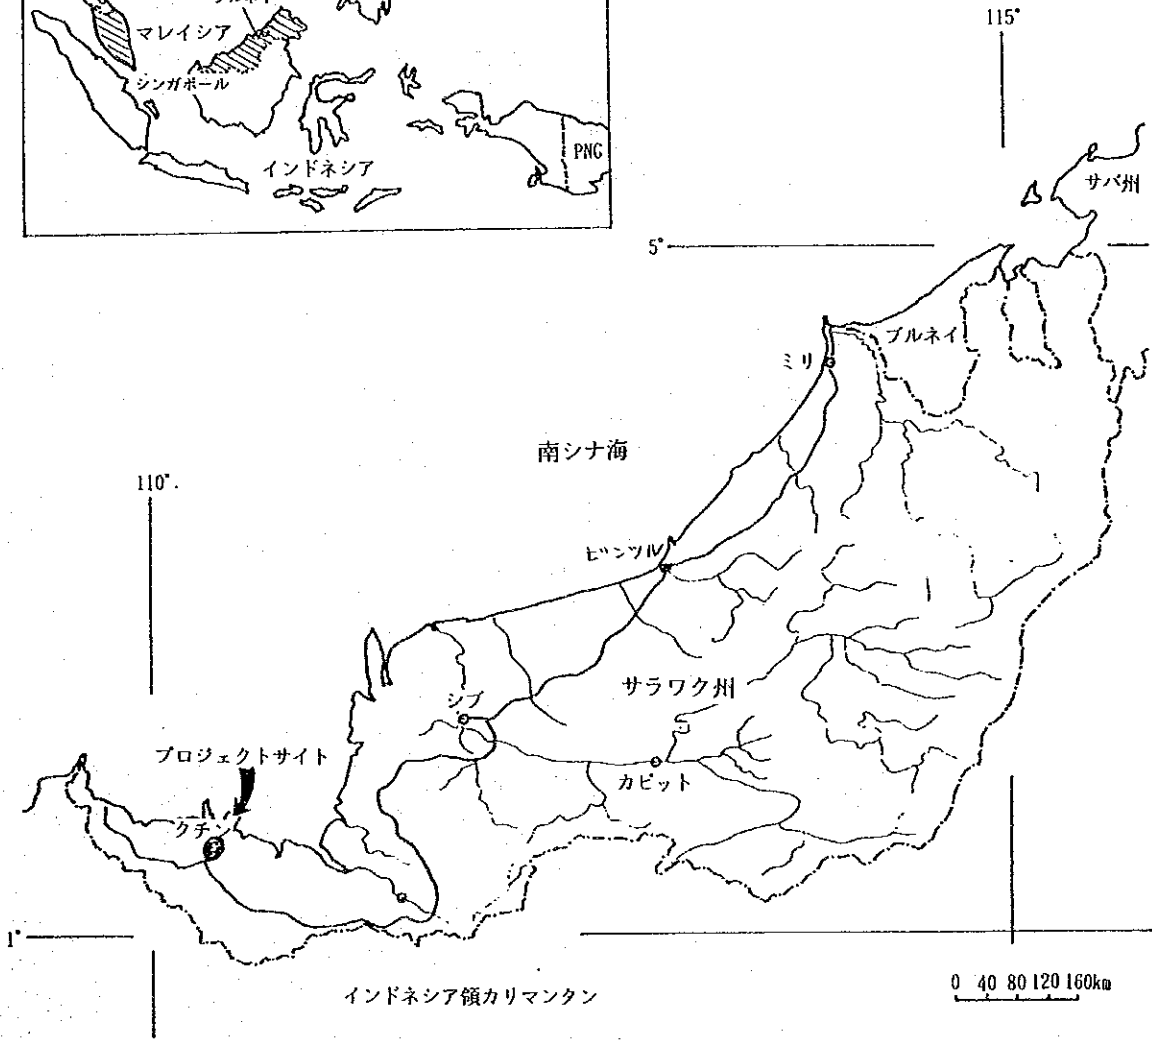 マレイシア
シンガポール
インドネシア
PNG
115°
サバ州
5°
ブルネイ
ミリ
南シナ海
110°
ビンツル
サラワク州
シブ
プロジェクトサイト
カピット
クチン
1°
インドネシア領カリマンタン
0 40 80 120 160km